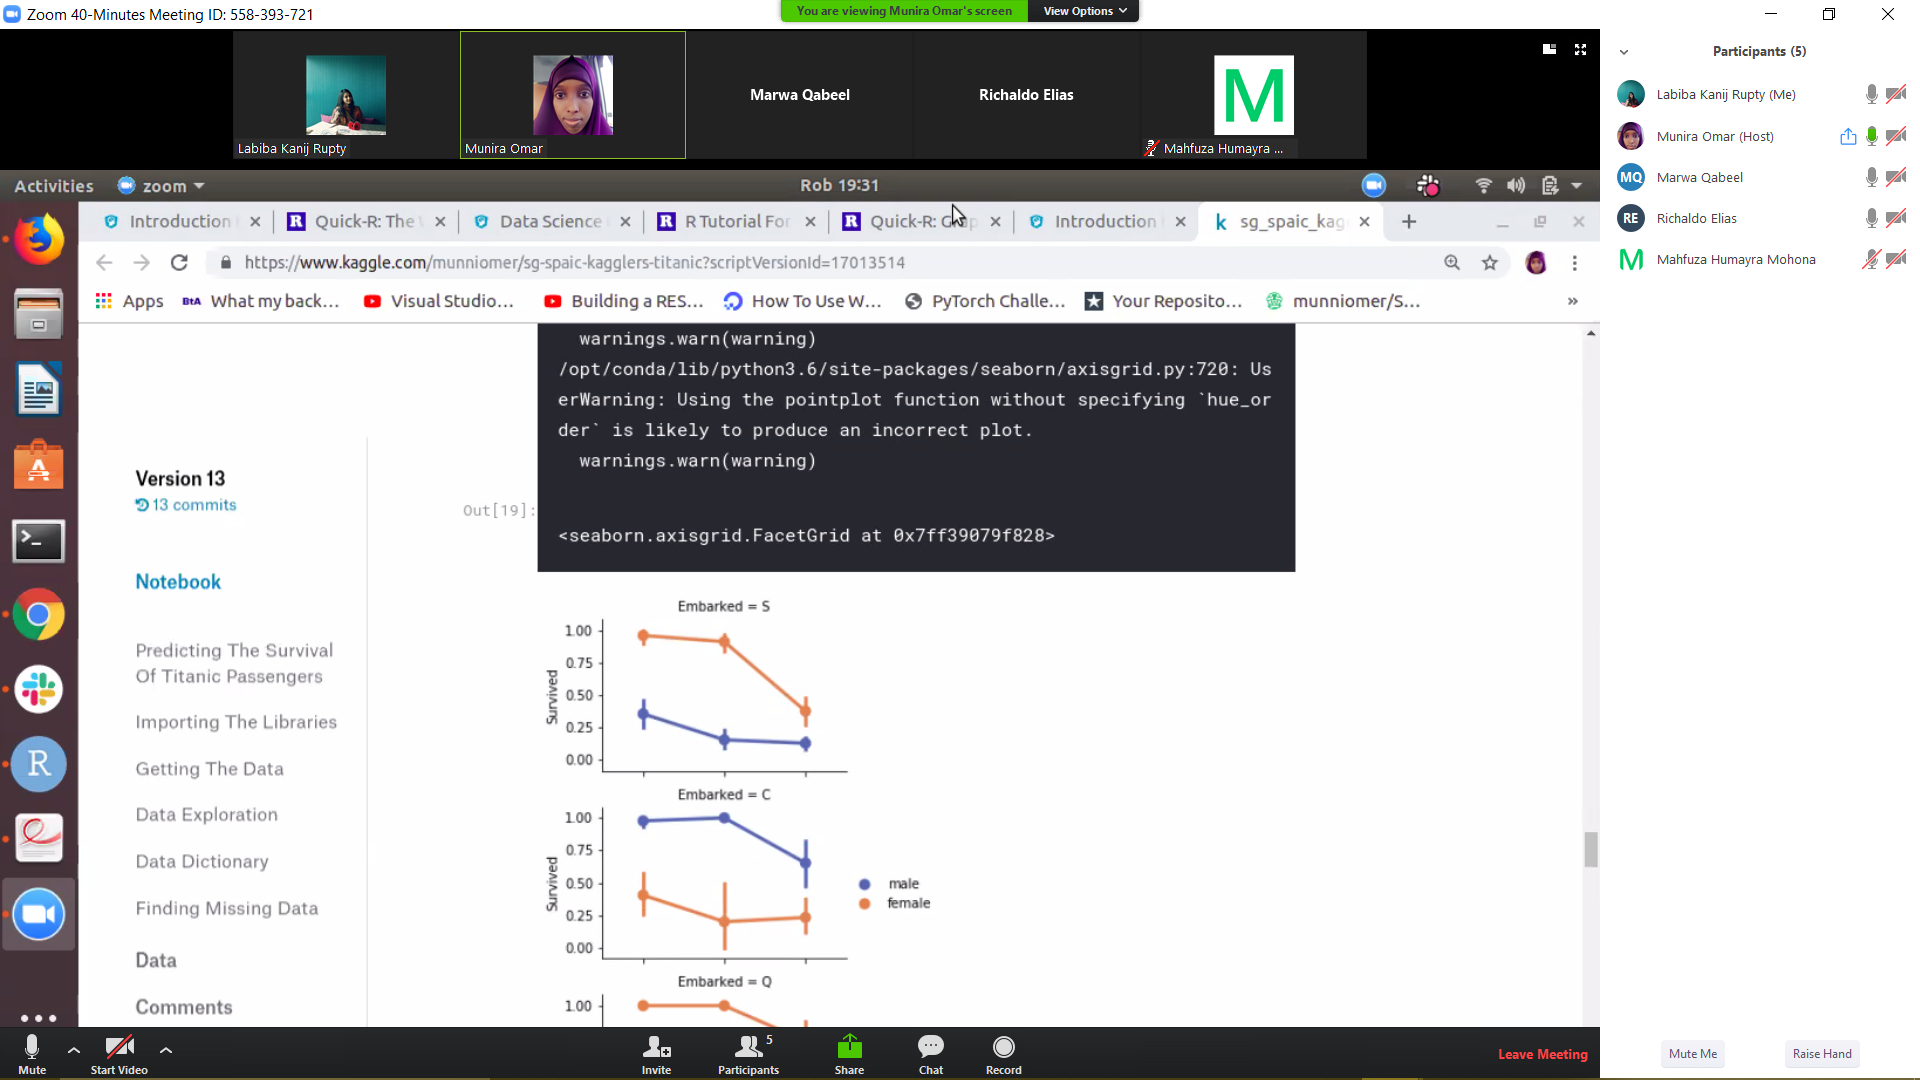 Zoom 40-Minutes Meeting ID: 558-393-721
You are viewing Munira Omar's screen
View Options
Labiba Kanij Rupty
Munira Omar
Marwa Qabeel
Richaldo Elias
M
Mahfuza Humayra ...
Participants (5)
Labiba Kanij Rupty (Me)
Munira Omar (Host)
MQ Marwa Qabeel
RE Richaldo Elias
M Mahfuza Humayra Mohona
Activities zoom Rob 19:31
Introduction
R Quick-R: The
Data Science
R R Tutorial For
R Quick-R:
Introduction
k sg_spaic_kag
https://www.kaggle.com/munniomer/sg-spaic-kagglers-titanic?scriptVersionId=17013514
Apps BtA What my back... Visual Studio... Building a RES... How To Use W... PyTorch Challe... Your Reposito... munniomer/S... »
warnings.warn(warning)
/opt/conda/lib/python3.6/site-packages/seaborn/axisgrid.py:720: Us
erWarning: Using the pointplot function without specifying `hue_or
der` is likely to produce an incorrect plot.
warnings.warn(warning)
Out[19]:
<seaborn.axisgrid.FacetGrid at 0x7ff39079f828>
Version 13
13 commits
Notebook
Predicting The Survival
Of Titanic Passengers
Importing The Libraries
Getting The Data
Data Exploration
Data Dictionary
Finding Missing Data
Data
Comments
Embarked = S
1.00
0.75
0.50
0.25
0.00
Survived
Embarked = C
1.00
0.75
0.50
0.25
0.00
Survived
male
female
Embarked = Q
1.00
R
Mute
Start Video
Invite
5
Participants
Share
Chat
Record
Leave Meeting
Mute Me
Raise Hand